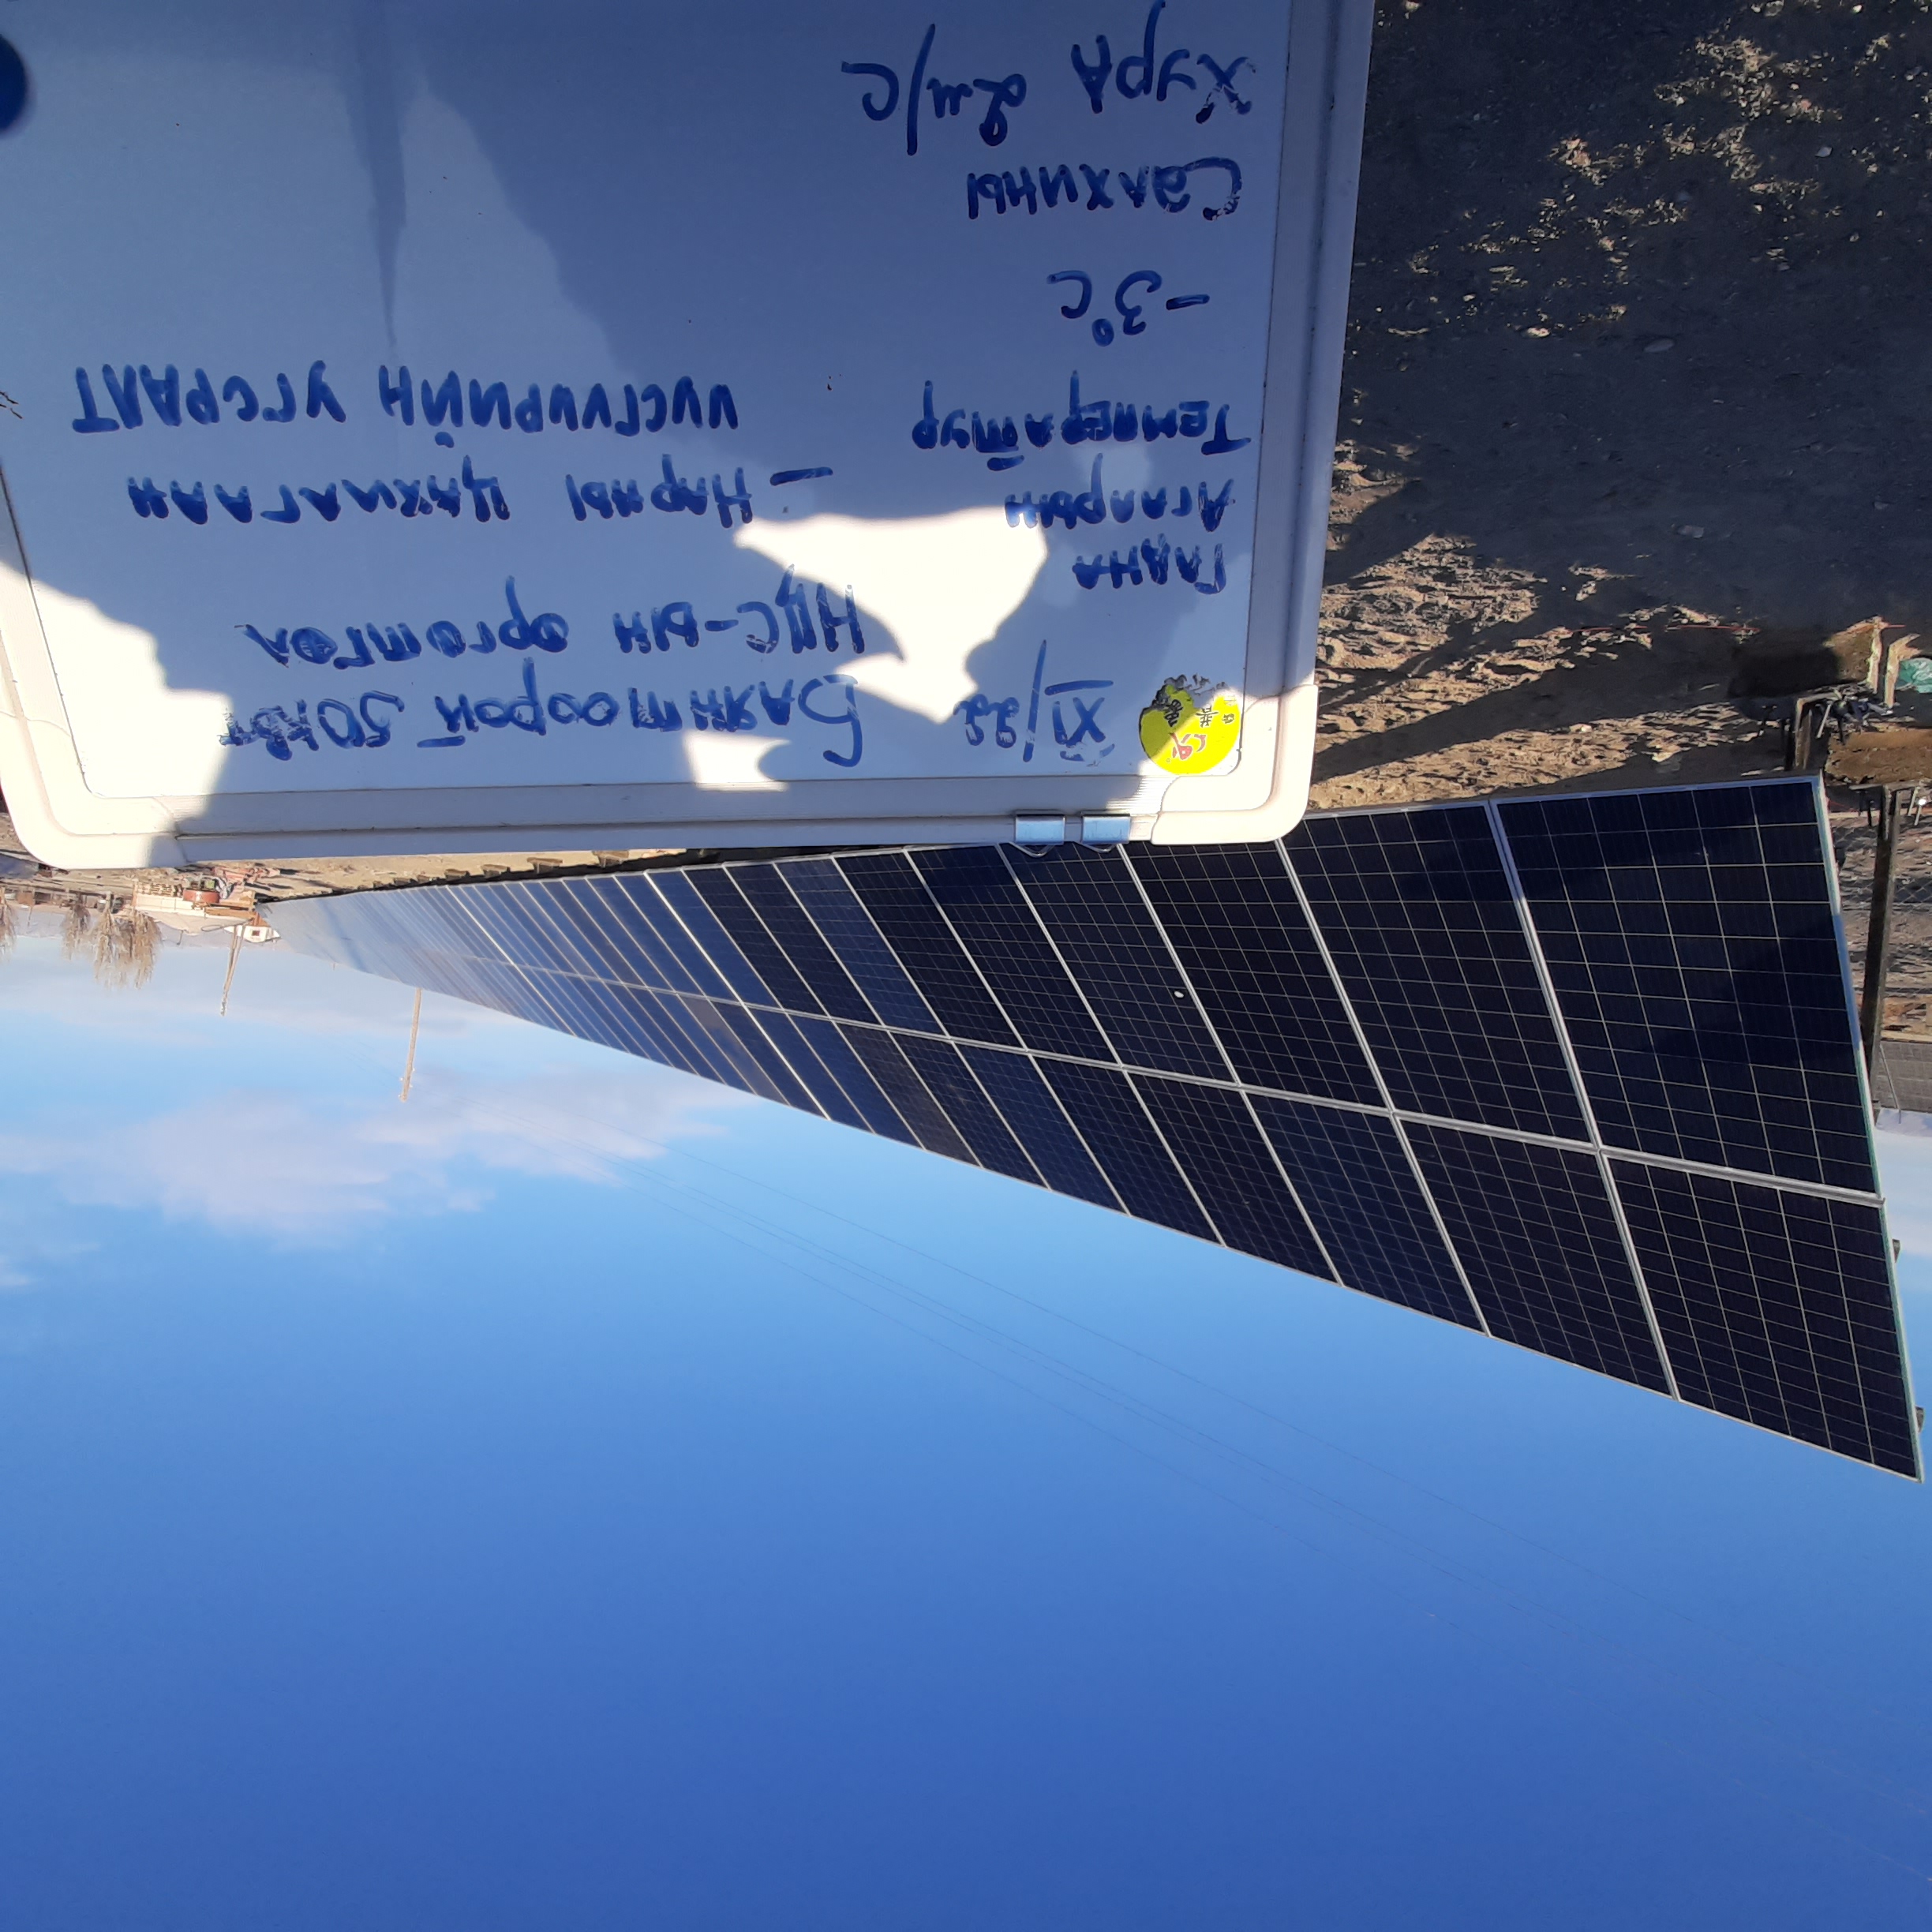 XI/22 Баянтоорой 50кВт
НЦС-ын өргөтгөл
Гадна
Агаарын
Температур
-3°C
Салхины
Хурд 2м/с
- Нарны цахилгаан
үүсгүүрийн угсралт